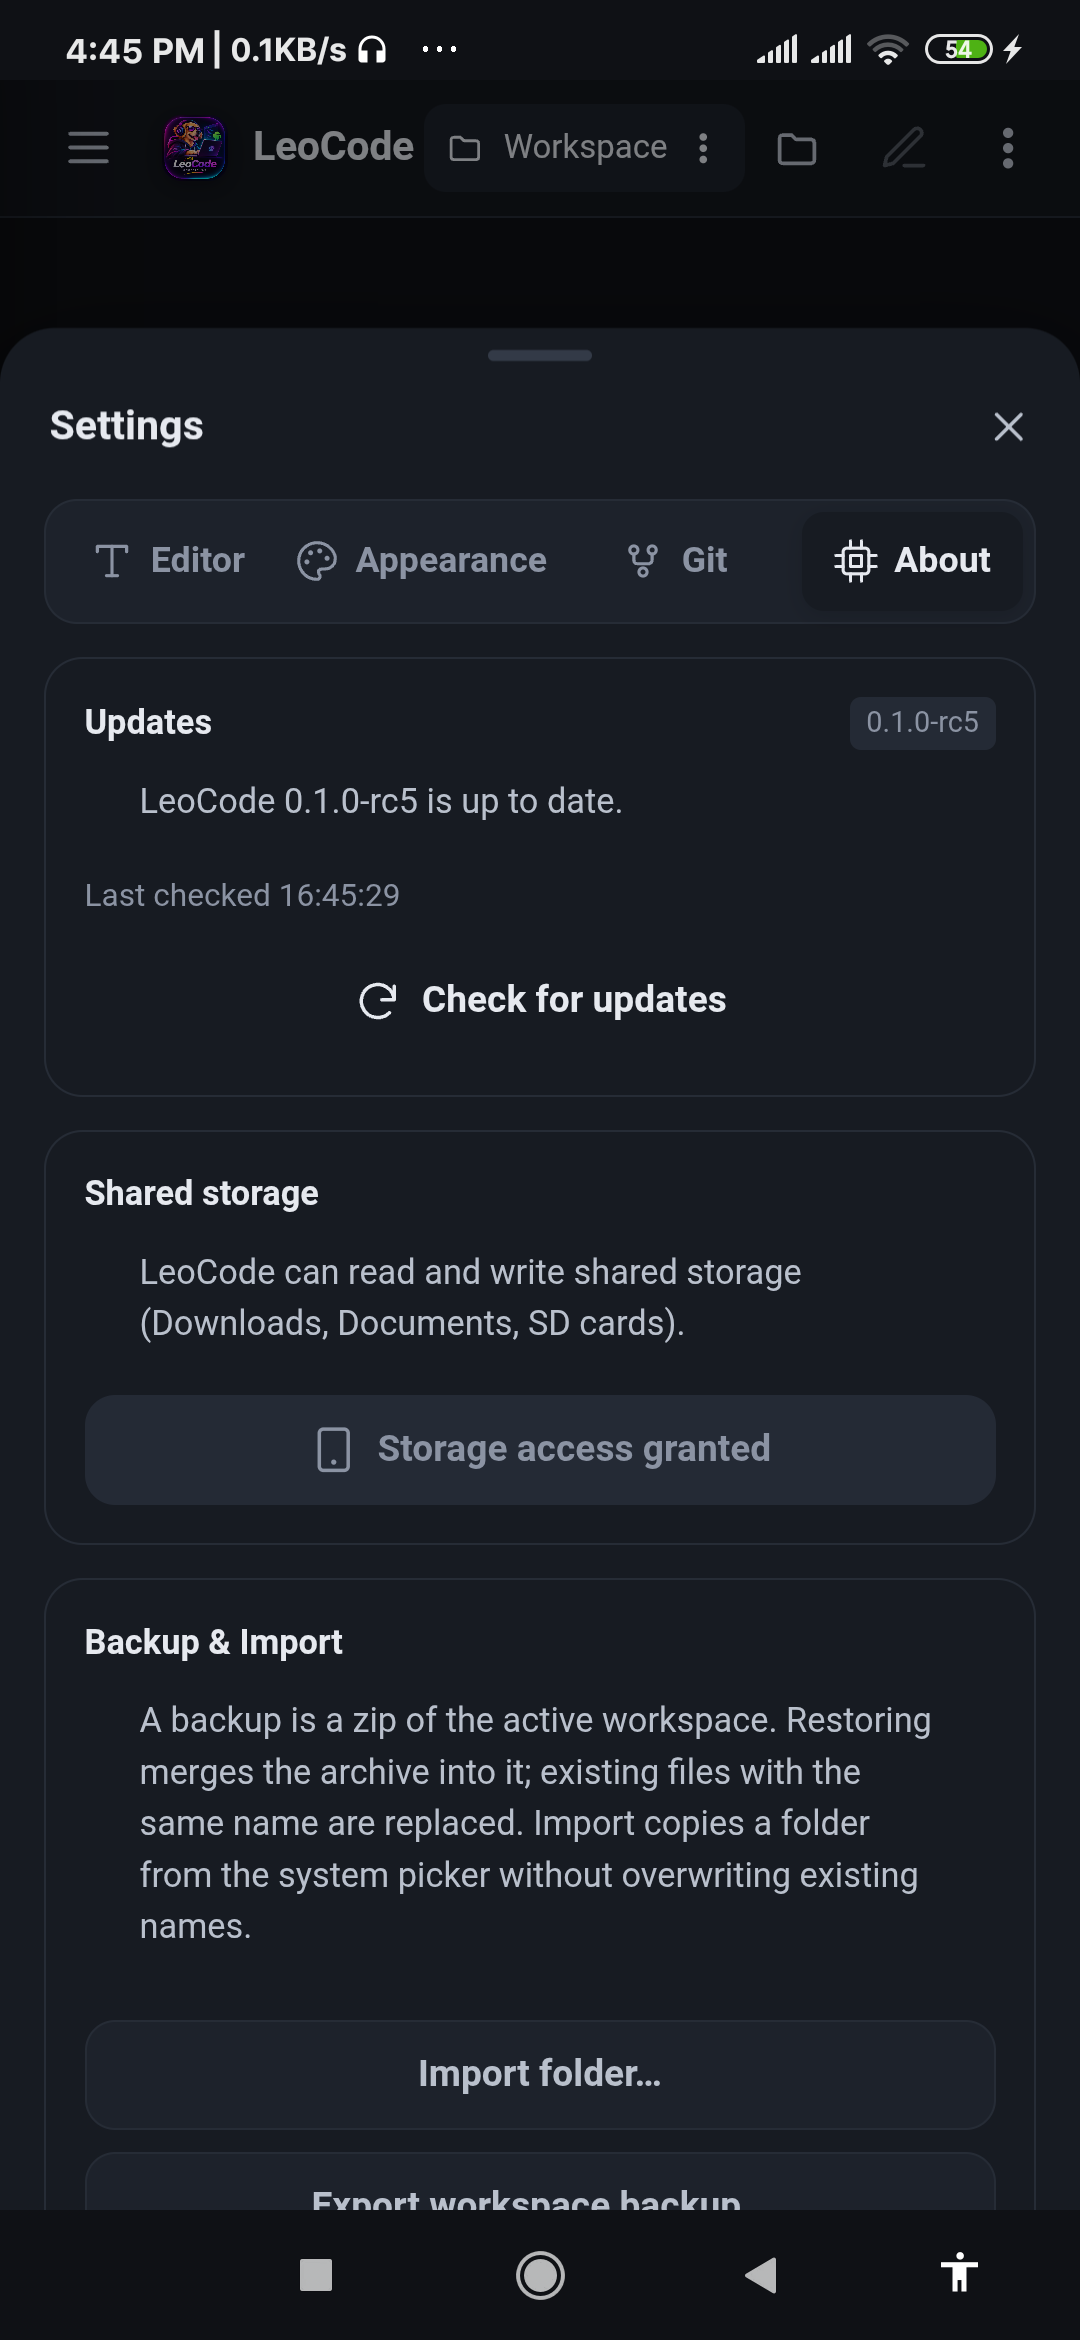 4:45 PM | 0.1KB/s ... 54
LeoCode
LeoCode Workspace
Settings
Editor Appearance Git About
Updates 0.1.0-rc5
LeoCode 0.1.0-rc5 is up to date.
Last checked 16:45:29
Check for updates
Shared storage
LeoCode can read and write shared storage
(Downloads, Documents, SD cards).
Storage access granted
Backup & Import
A backup is a zip of the active workspace. Restoring
merges the archive into it; existing files with the
same name are replaced. Import copies a folder
from the system picker without overwriting existing
names.
Import folder...
Export workspace backup